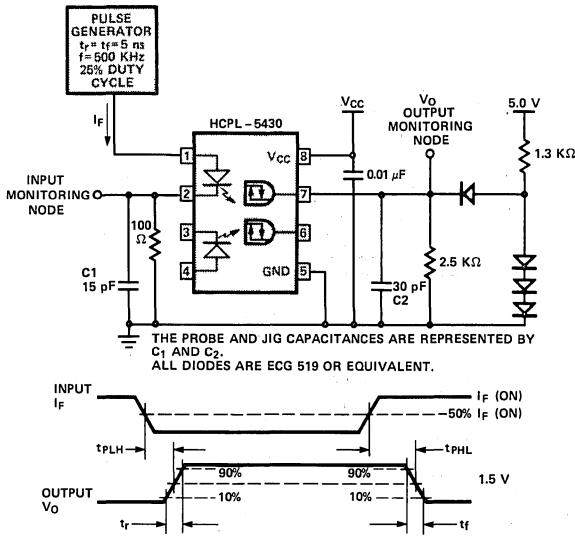 PULSE
GENERATOR
tr= tf= 5 ns
f= 500 KHz
25% DUTY
CYCLE
IF
HCPL-5430
VCC
VO
OUTPUT
MONITORING
NODE
5.0 V
1.3 KΩ
1
VCC
8
0.01 µF
INPUT
MONITORING
NODE
2
7
100
Ω
3
6
2.5 KΩ
C1
15 pF
4
GND
5
30 pF
C2
THE PROBE AND JIG CAPACITANCES ARE REPRESENTED BY
C1 AND C2.
ALL DIODES ARE ECG 519 OR EQUIVALENT.
INPUT
IF
IF (ON)
50% IF (ON)
tPLH
tPHL
90%
90%
1.5 V
OUTPUT
VO
10%
10%
tr
tf